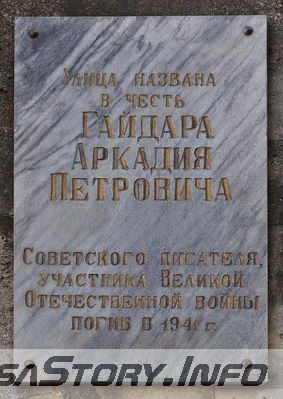 Улица названа
в честь
Гайдара
Аркадия
Петровича
Советского писателя,
участника Великой
Отечественной войны
погиб в 1941 г.
saStory.Info